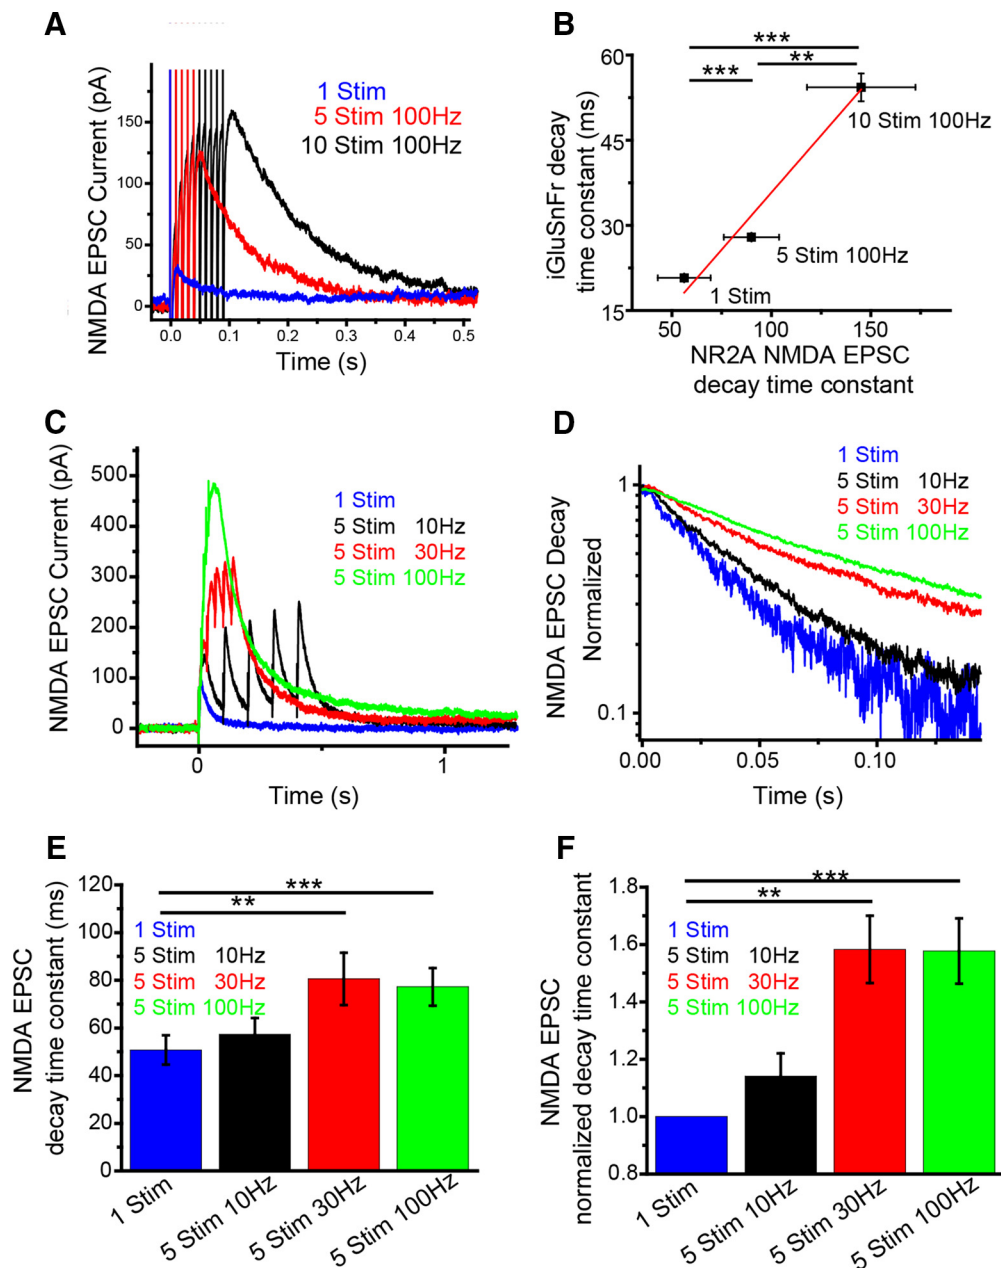 A
NMDA EPSC Current (pA)
150
100
50
0
1 Stim
5 Stim 100Hz
10 Stim 100Hz
0.0 0.1 0.2 0.3 0.4 0.5
Time (s)
B
***
***
**
iGluSnFr decay
time constant (ms)
60
45
30
15
10 Stim 100Hz
5 Stim 100Hz
1 Stim
50 100 150
NR2A NMDA EPSC
decay time constant
C
NMDA EPSC Current (pA)
500
400
300
200
100
0
1 Stim
5 Stim 10Hz
5 Stim 30Hz
5 Stim 100Hz
0 1
Time (s)
D
NMDA EPSC Decay
Normalized
1
0.1
1 Stim
5 Stim 10Hz
5 Stim 30Hz
5 Stim 100Hz
0.00 0.05 0.10
Time (s)
E
NMDA EPSC
decay time constant (ms)
120
100
80
60
40
20
0
***
**
1 Stim
5 Stim 10Hz
5 Stim 30Hz
5 Stim 100Hz
1 Stim
5 Stim 10Hz
5 Stim 30Hz
5 Stim 100Hz
F
NMDA EPSC
normalized decay time constant
1.8
1.6
1.4
1.2
1.0
0.8
***
**
1 Stim
5 Stim 10Hz
5 Stim 30Hz
5 Stim 100Hz
1 Stim
5 Stim 10Hz
5 Stim 30Hz
5 Stim 100Hz